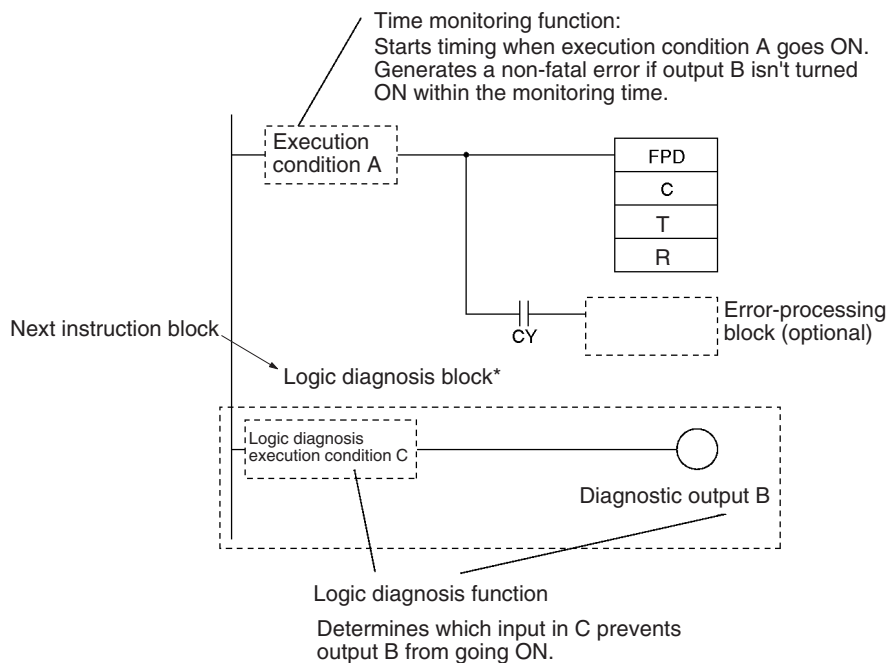 Time monitoring function:
Starts timing when execution condition A goes ON.
Generates a non-fatal error if output B isn't turned
ON within the monitoring time.
Execution
condition A
FPD
C
T
R
CY
Error-processing
block (optional)
Next instruction block
Logic diagnosis block*
Logic diagnosis
execution condition C
Diagnostic output B
Logic diagnosis function
Determines which input in C prevents
output B from going ON.